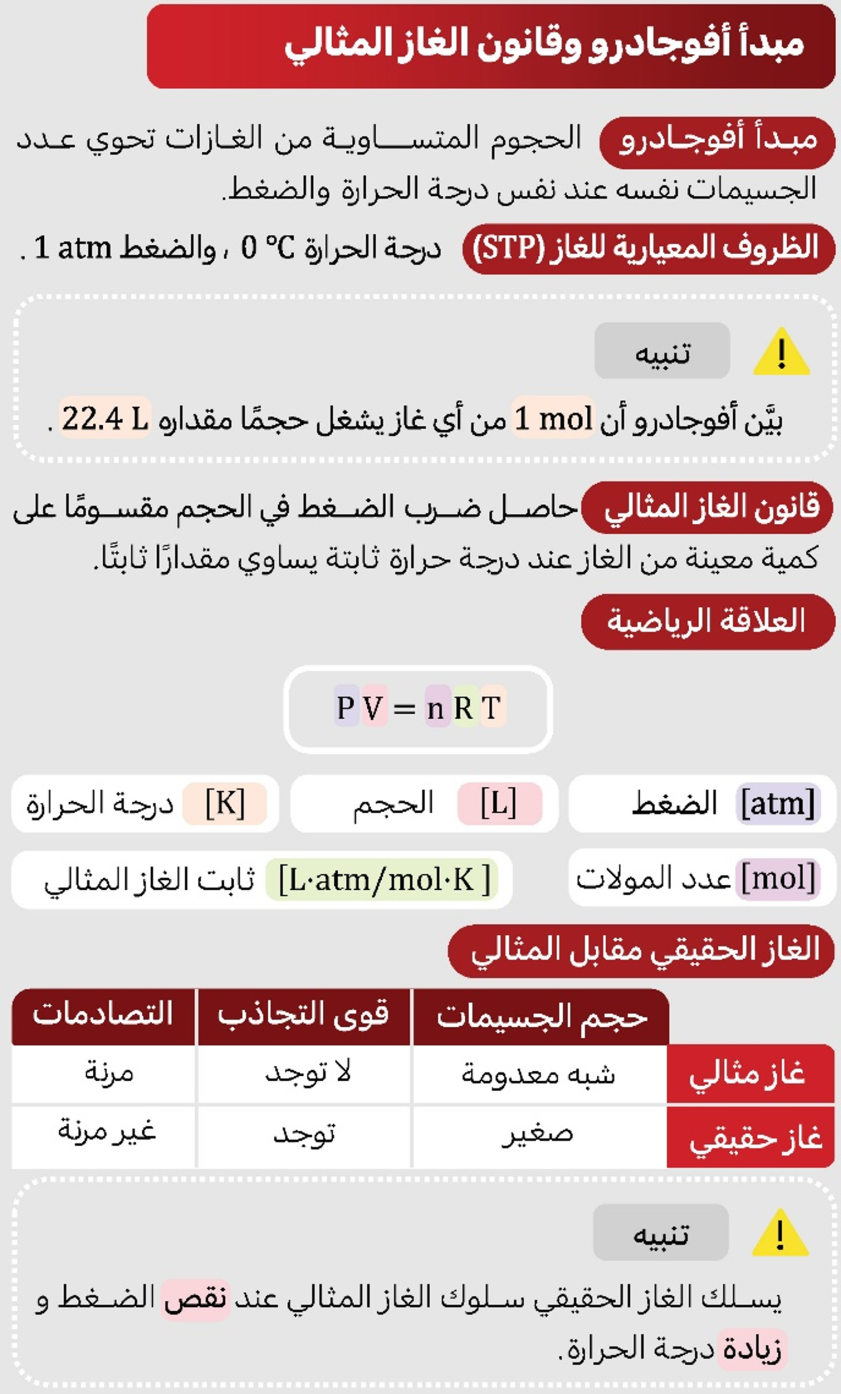 مبدأ أفوجادرو وقانون الغاز المثالي
مبدأ أفوجادرو الحجوم المتساوية من الغازات تحوي عدد
الجسيمات نفسه عند نفس درجة الحرارة والضغط.
الظروف المعيارية للغاز (STP) درجة الحرارة 0 °C ، والضغط 1 atm .
! تنبيه
بيَّن أفوجادرو أن 1 mol من أي غاز يشغل حجمًا مقداره 22.4 L .
قانون الغاز المثالي حاصل ضرب الضغط في الحجم مقسومًا على
كمية معينة من الغاز عند درجة حرارة ثابتة يساوي مقدارًا ثابتًا.
العلاقة الرياضية
P V = n R T
[atm] الضغط [L] الحجم [K] درجة الحرارة
[mol] عدد المولات [L·atm/mol·K ] ثابت الغاز المثالي
الغاز الحقيقي مقابل المثالي
حجم الجسيمات قوى التجاذب التصادمات
غاز مثالي شبه معدومة لا توجد مرنة
غاز حقيقي صغير توجد غير مرنة
! تنبيه
يسلك الغاز الحقيقي سلوك الغاز المثالي عند نقص الضغط و
زيادة درجة الحرارة.